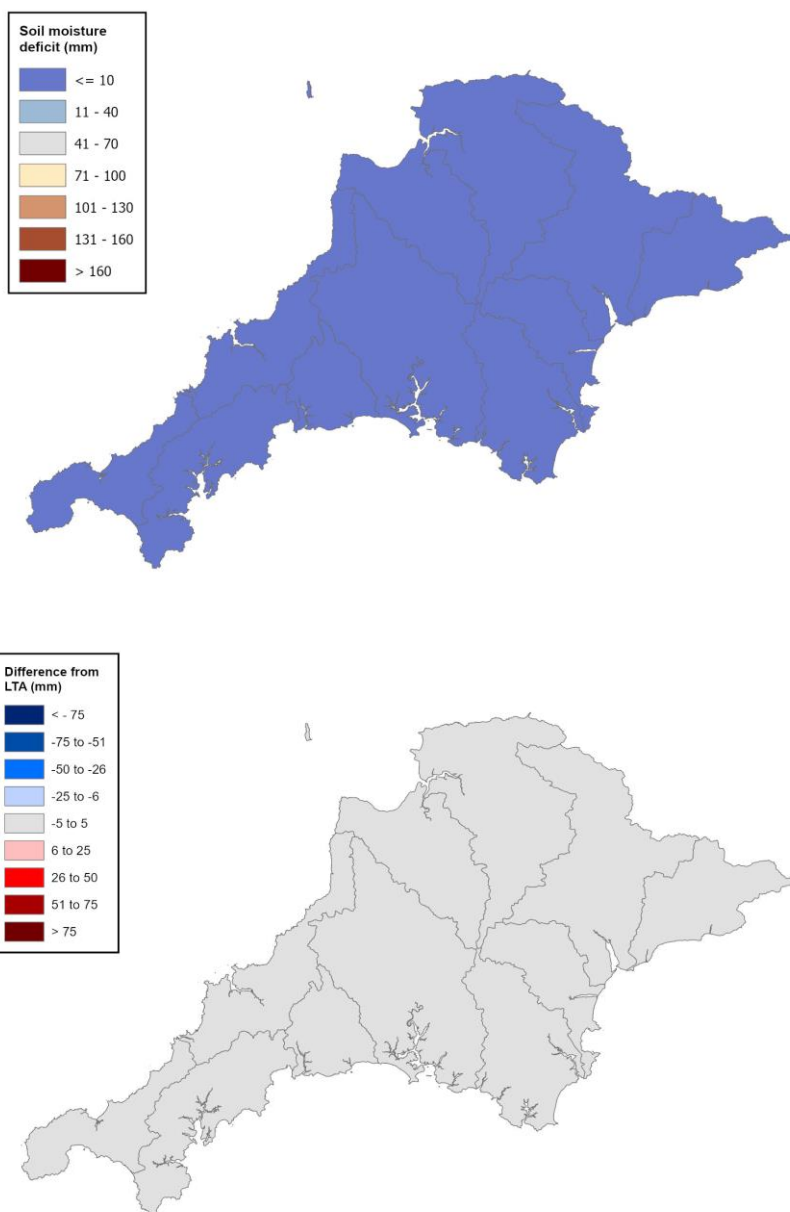 Soil moisture
deficit (mm)
<= 10
11 - 40
41 - 70
71 - 100
101 - 130
131 - 160
> 160
Difference from
LTA (mm)
< - 75
-75 to -51
-50 to -26
-25 to -6
-5 to 5
6 to 25
26 to 50
51 to 75
> 75